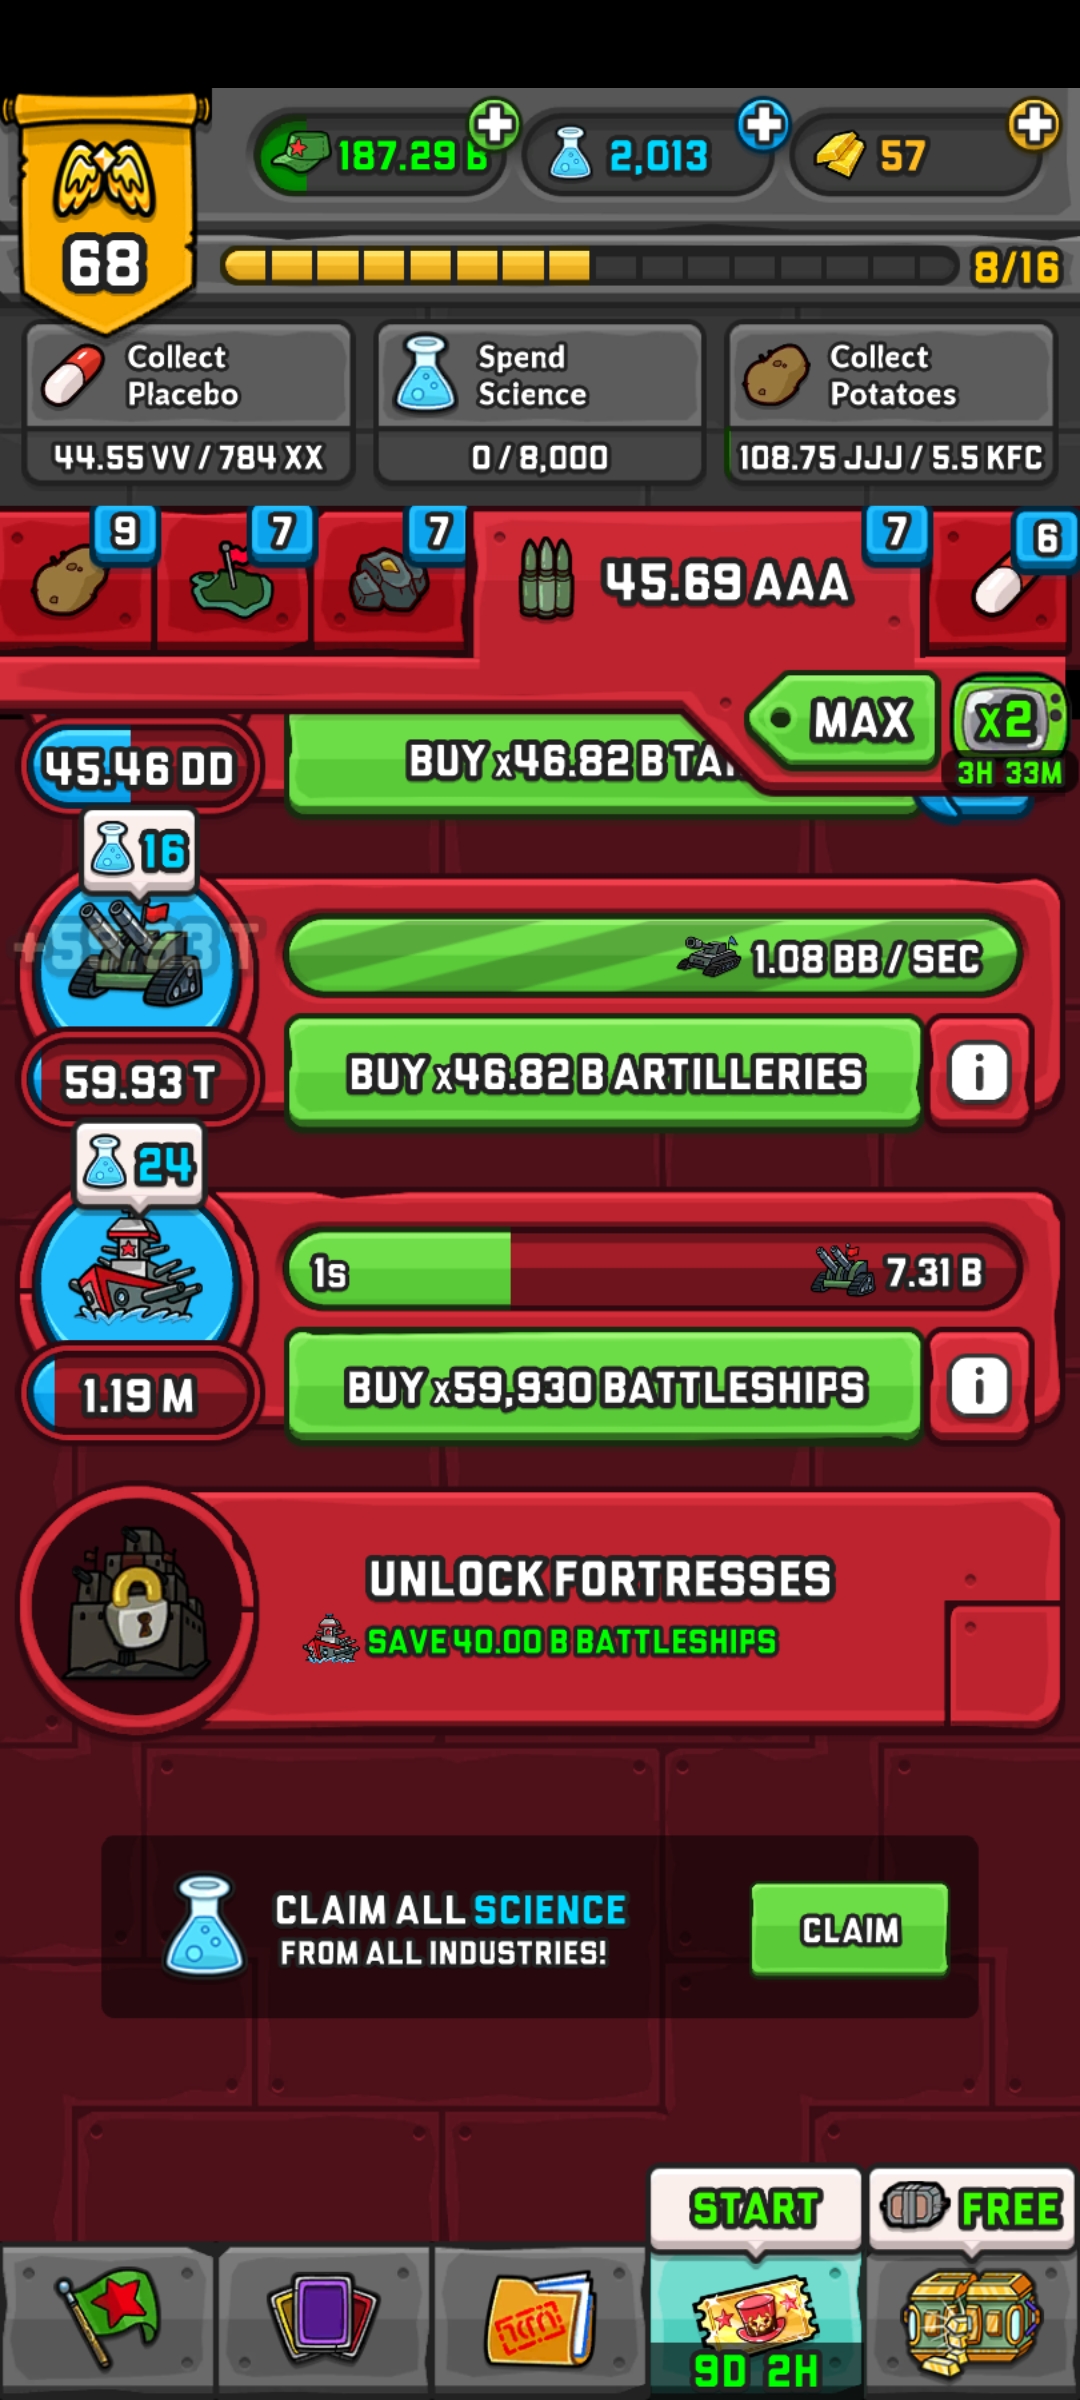 187.29 B
2,013
57
68
8/16
Collect
Placebo
44.55 VV / 784 XX
Spend
Science
0 / 8,000
Collect
Potatoes
108.75 JJJ / 5.5 KFC
9
7
7
45.69 AAA
7
6
MAX
x2
3H 33M
45.46 DD
BUY x46.82 B TA
16
1.08 BB / SEC
59.93 T
BUY x46.82 B ARTILLERIES
i
24
1s
7.31 B
1.19 M
BUY x59,930 BATTLESHIPS
i
UNLOCK FORTRESSES
SAVE 40.00 B BATTLESHIPS
CLAIM ALL SCIENCE
FROM ALL INDUSTRIES!
CLAIM
START
FREE
9D 2H